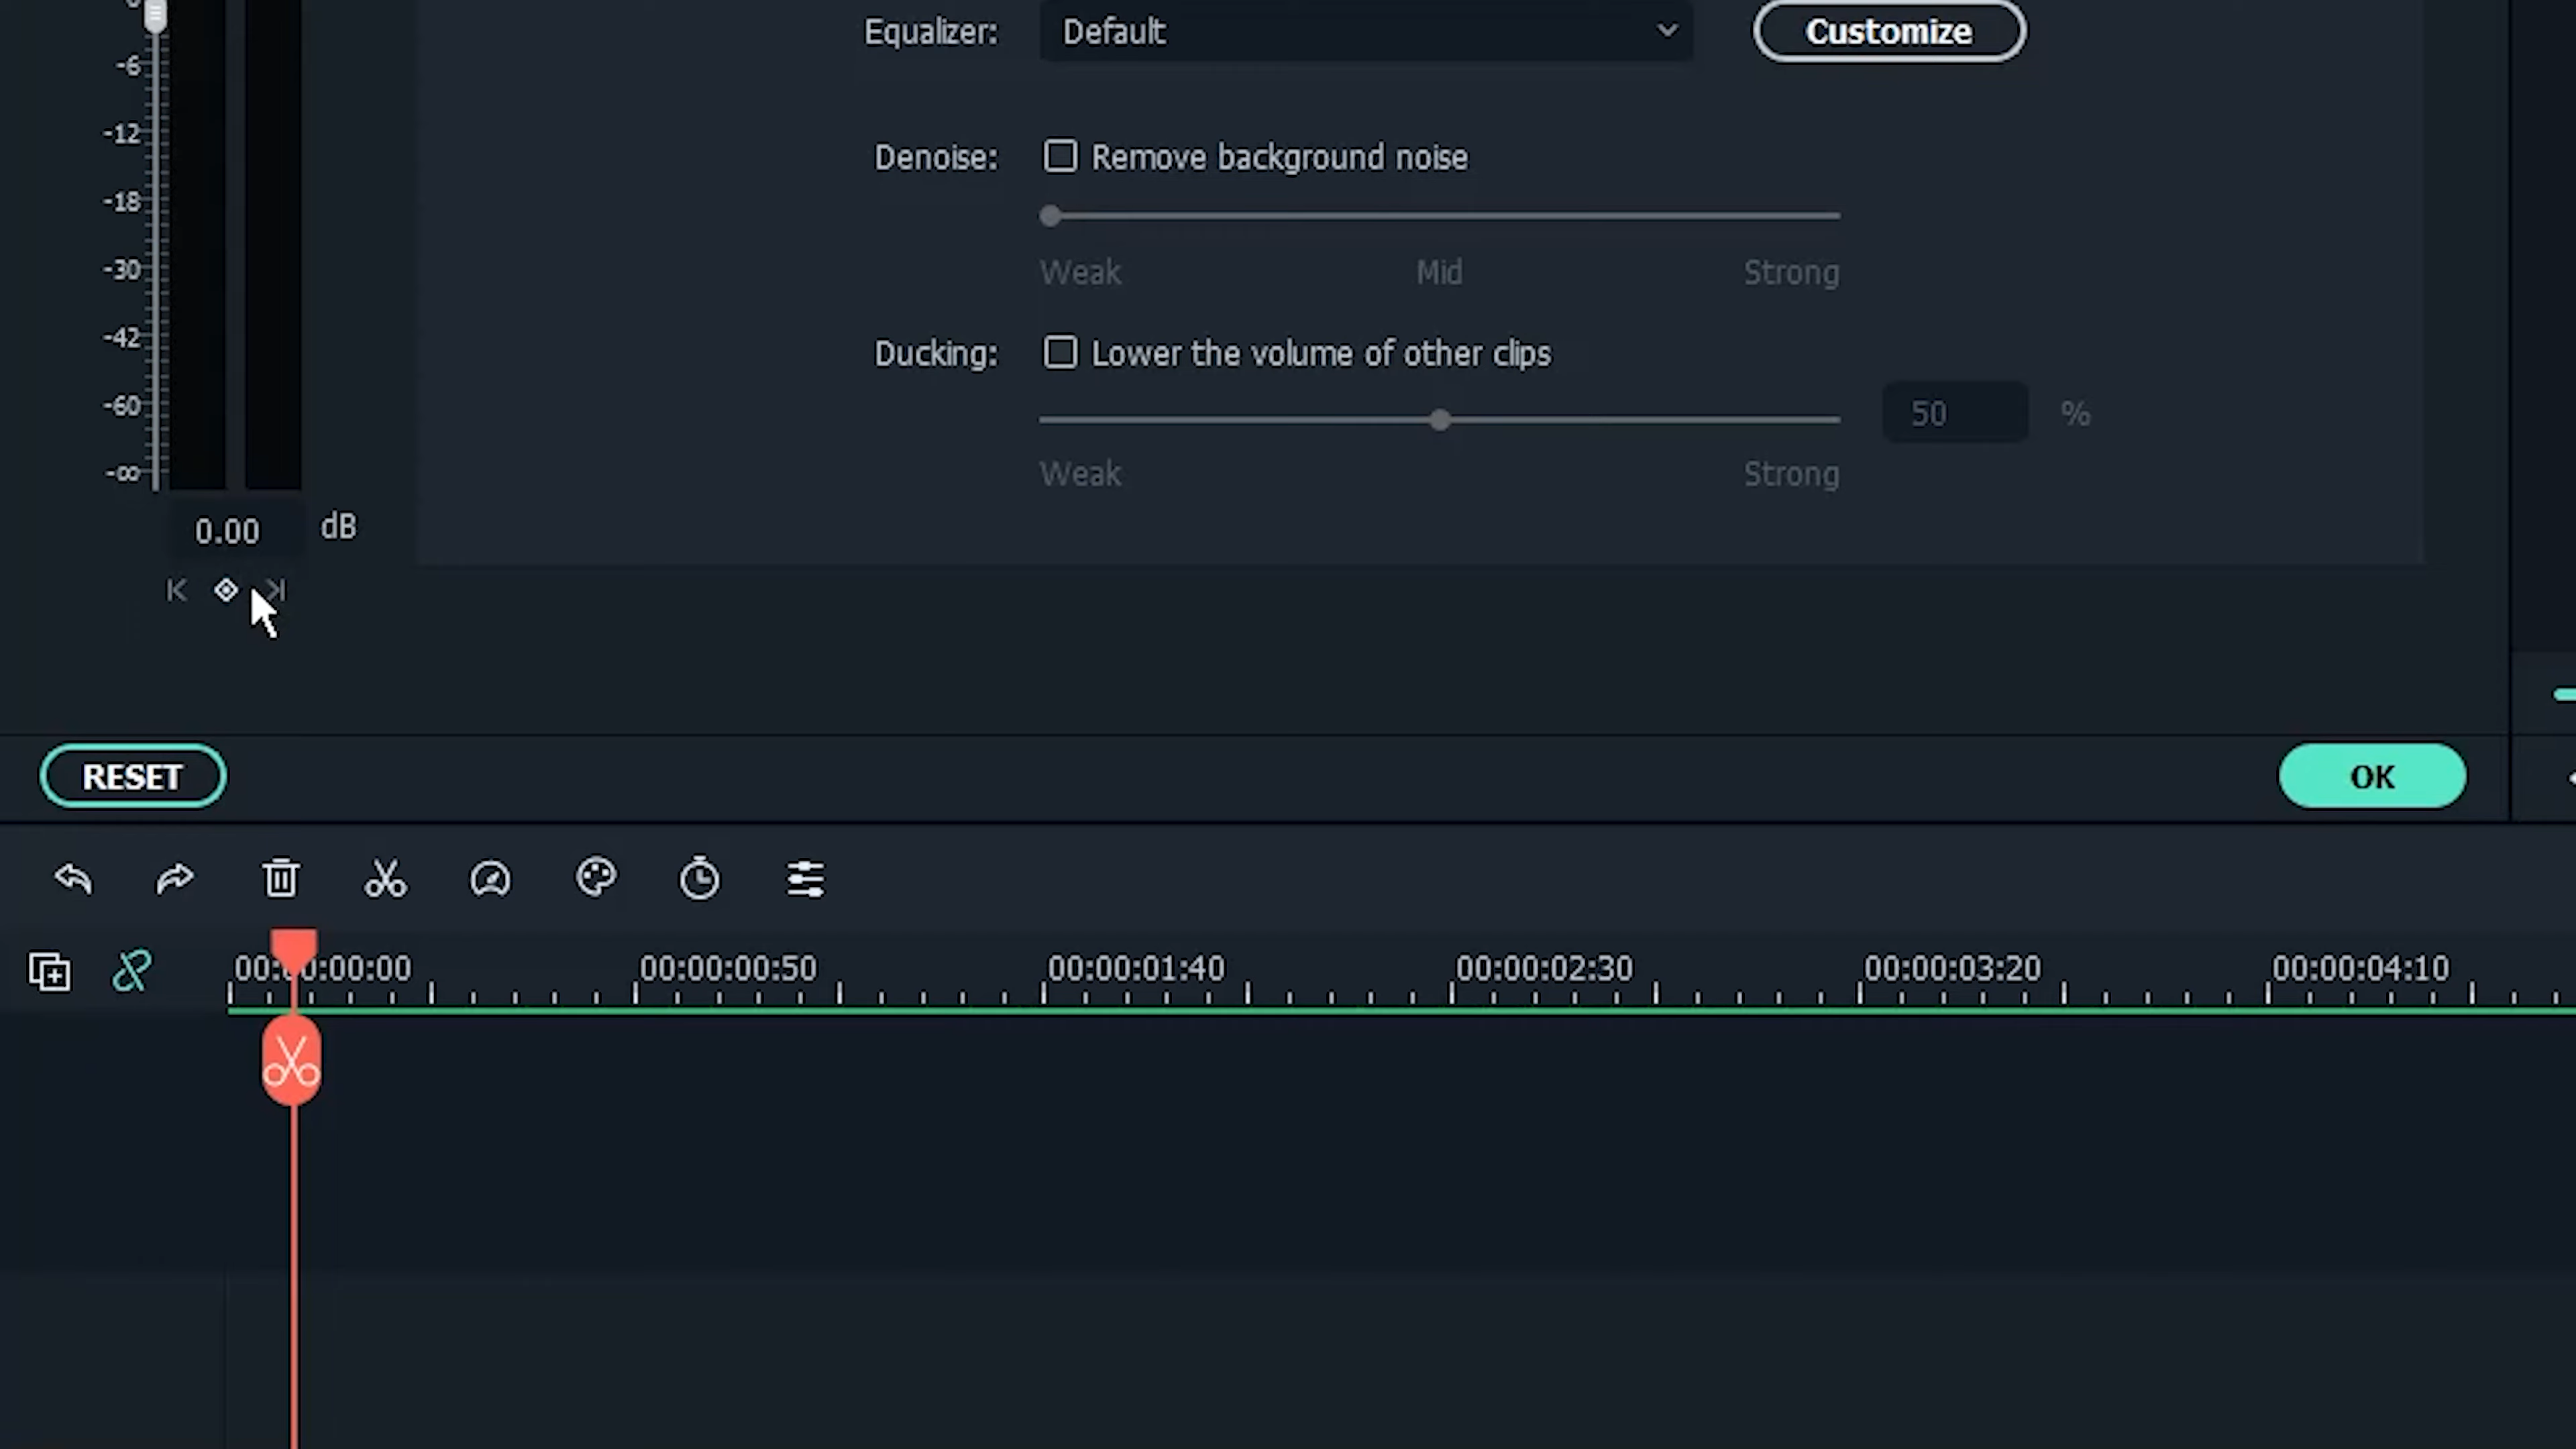 Equalizer: Default Customize
-6
-12
Denoise: Remove background noise
-18
-30
Weak Mid Strong
-42
Ducking: Lower the volume of other clips
-60
50 %
-∞
Weak Strong
0.00 dB
RESET OK
00:00:00:50 00:00:01:40 00:00:02:30 00:00:03:20 00:00:04:10